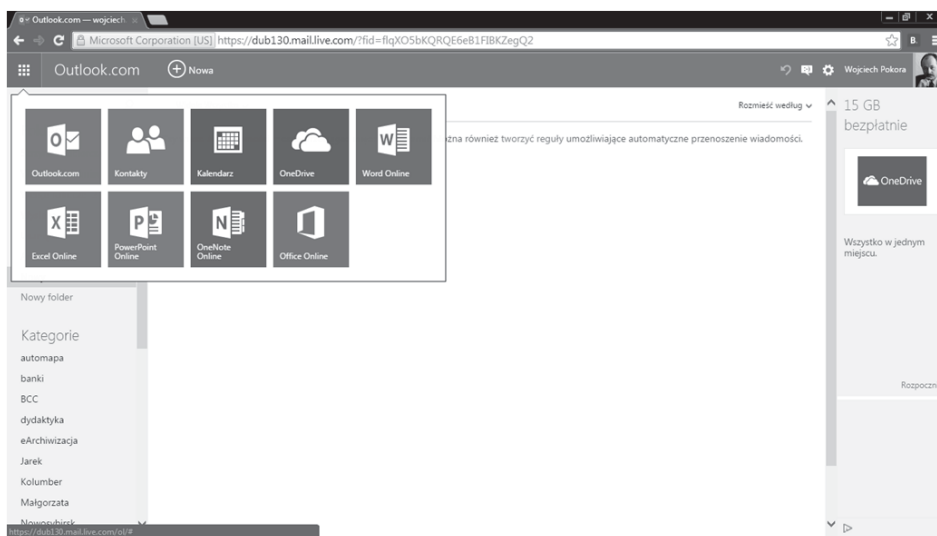 Outlook.com — wojciech.
Microsoft Corporation [US] https://dub130.mail.live.com/?fid=flqXO5bKQRQE6eB1FIBKZegQ2
B.
Outlook.com
Nowa
Wojciech Pokora
Outlook.com
Kontakty
Kalendarz
OneDrive
Word Online
Excel Online
PowerPoint
Online
OneNote
Online
Office Online
Rozmieść według
żna również tworzyć reguły umożliwiające automatyczne przenoszenie wiadomości.
15 GB
bezpłatnie
OneDrive
Wszystko w jednym
miejscu.
Rozpoczn
Nowy folder
Kategorie
automapa
banki
BCC
dydaktyka
eArchiwizacja
Jarek
Kolumber
Małgorzata
Nowosybirsk
https://dub130.mail.live.com/ol/#